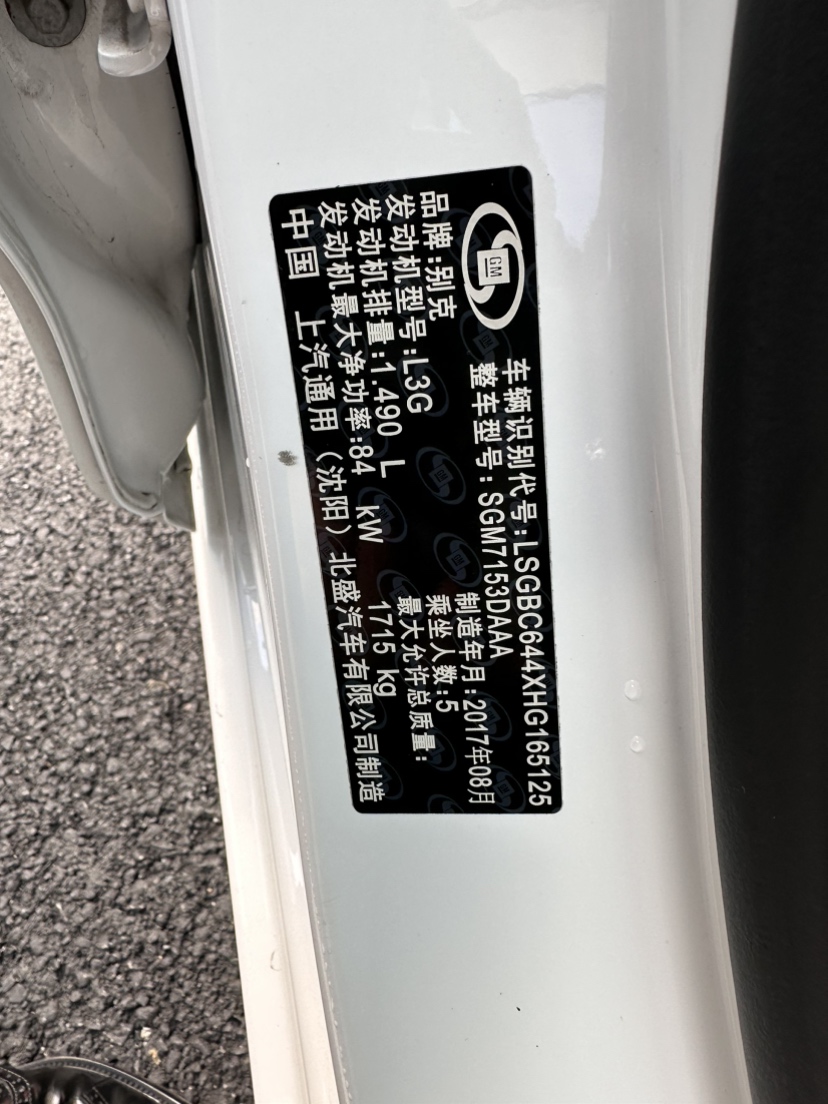 GM
车辆识别代号:LSGBC644XHG165125
整车型号:SGM7153DAAA
品牌:别克
制造年月:2017年08月
发动机型号:L3G
乘坐人数:5
发动机排量:1.490 L
最大允许总质量:
发动机最大净功率:84 kW
1715 kg
中国 上汽通用（沈阳）北盛汽车有限公司制造